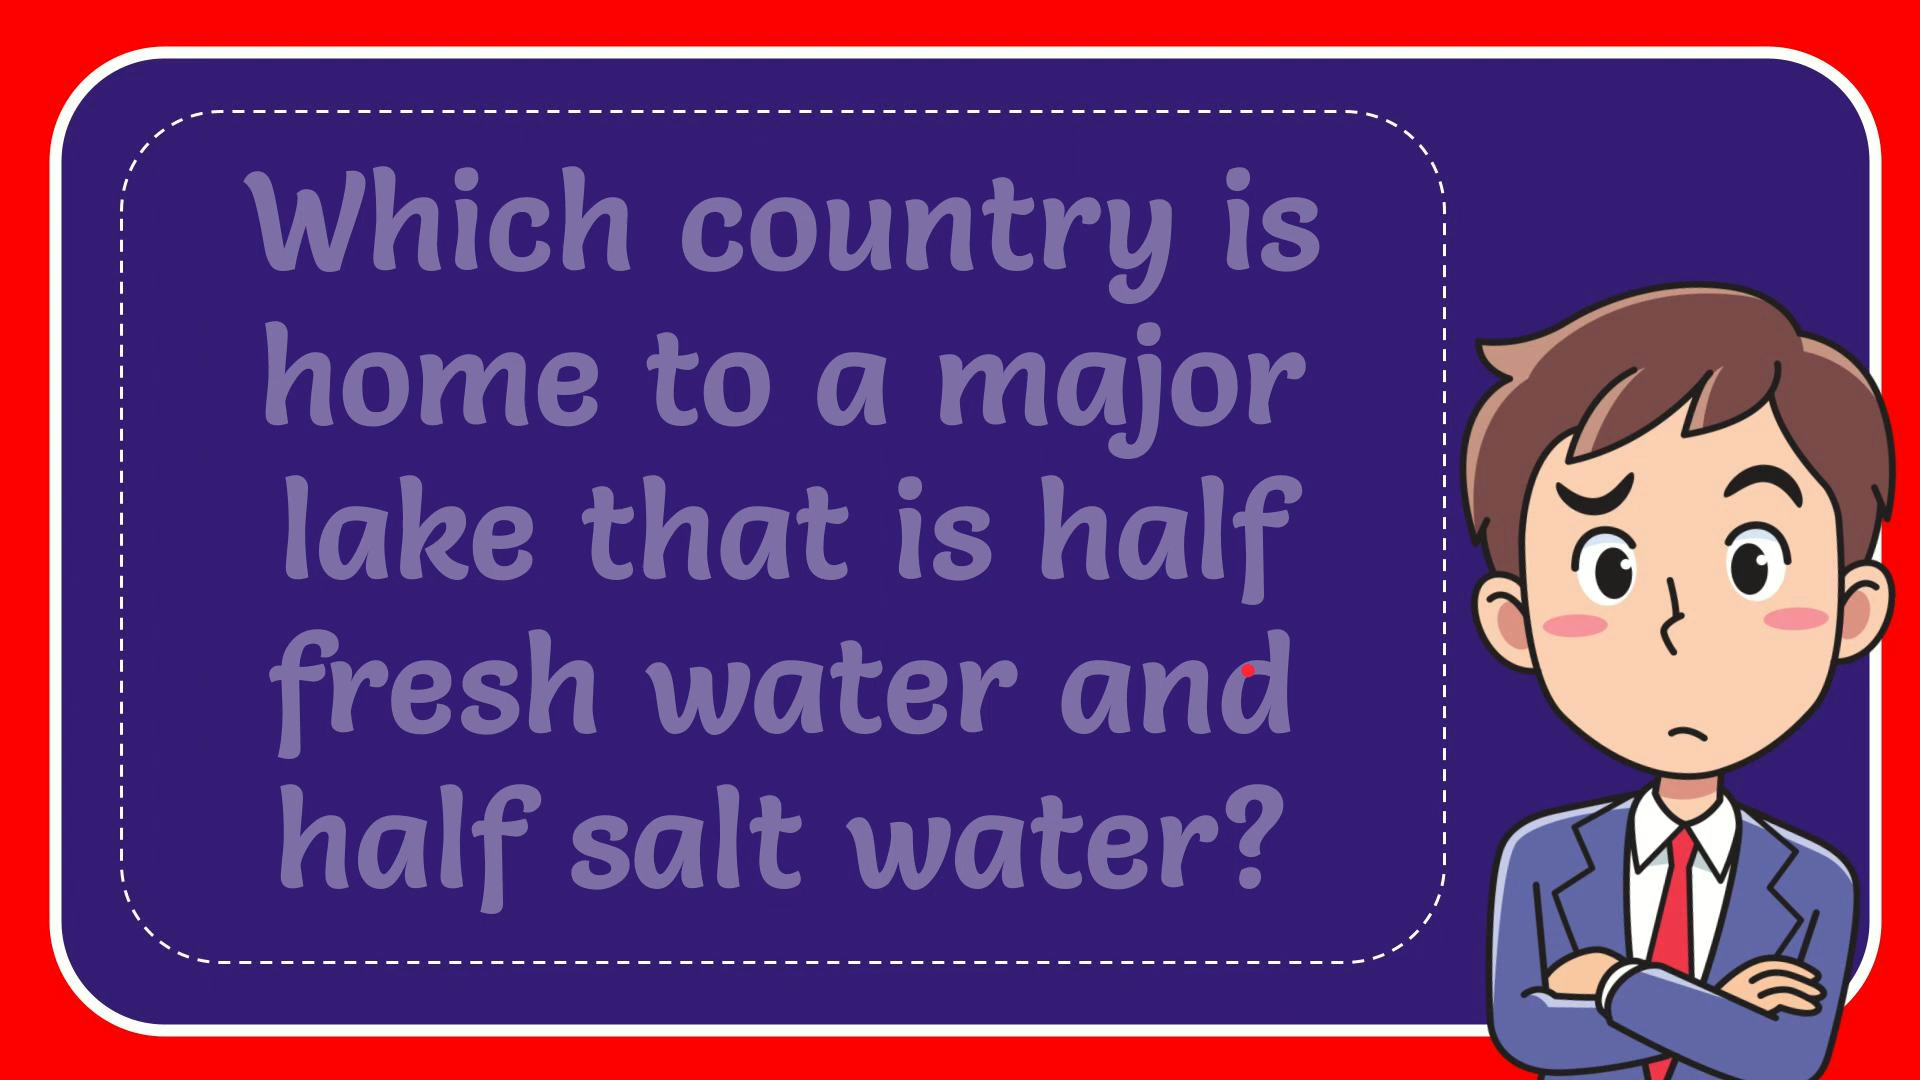 Which country is
home to a major
lake that is half
fresh water and
half salt water?